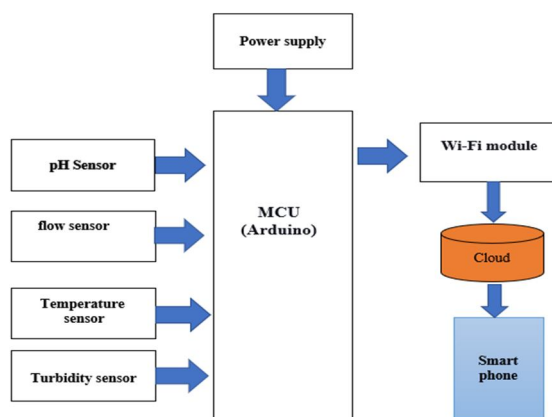 Power supply
pH Sensor
flow sensor
Temperature
sensor
Turbidity sensor
MCU
(Arduino)
Wi-Fi module
Cloud
Smart
phone